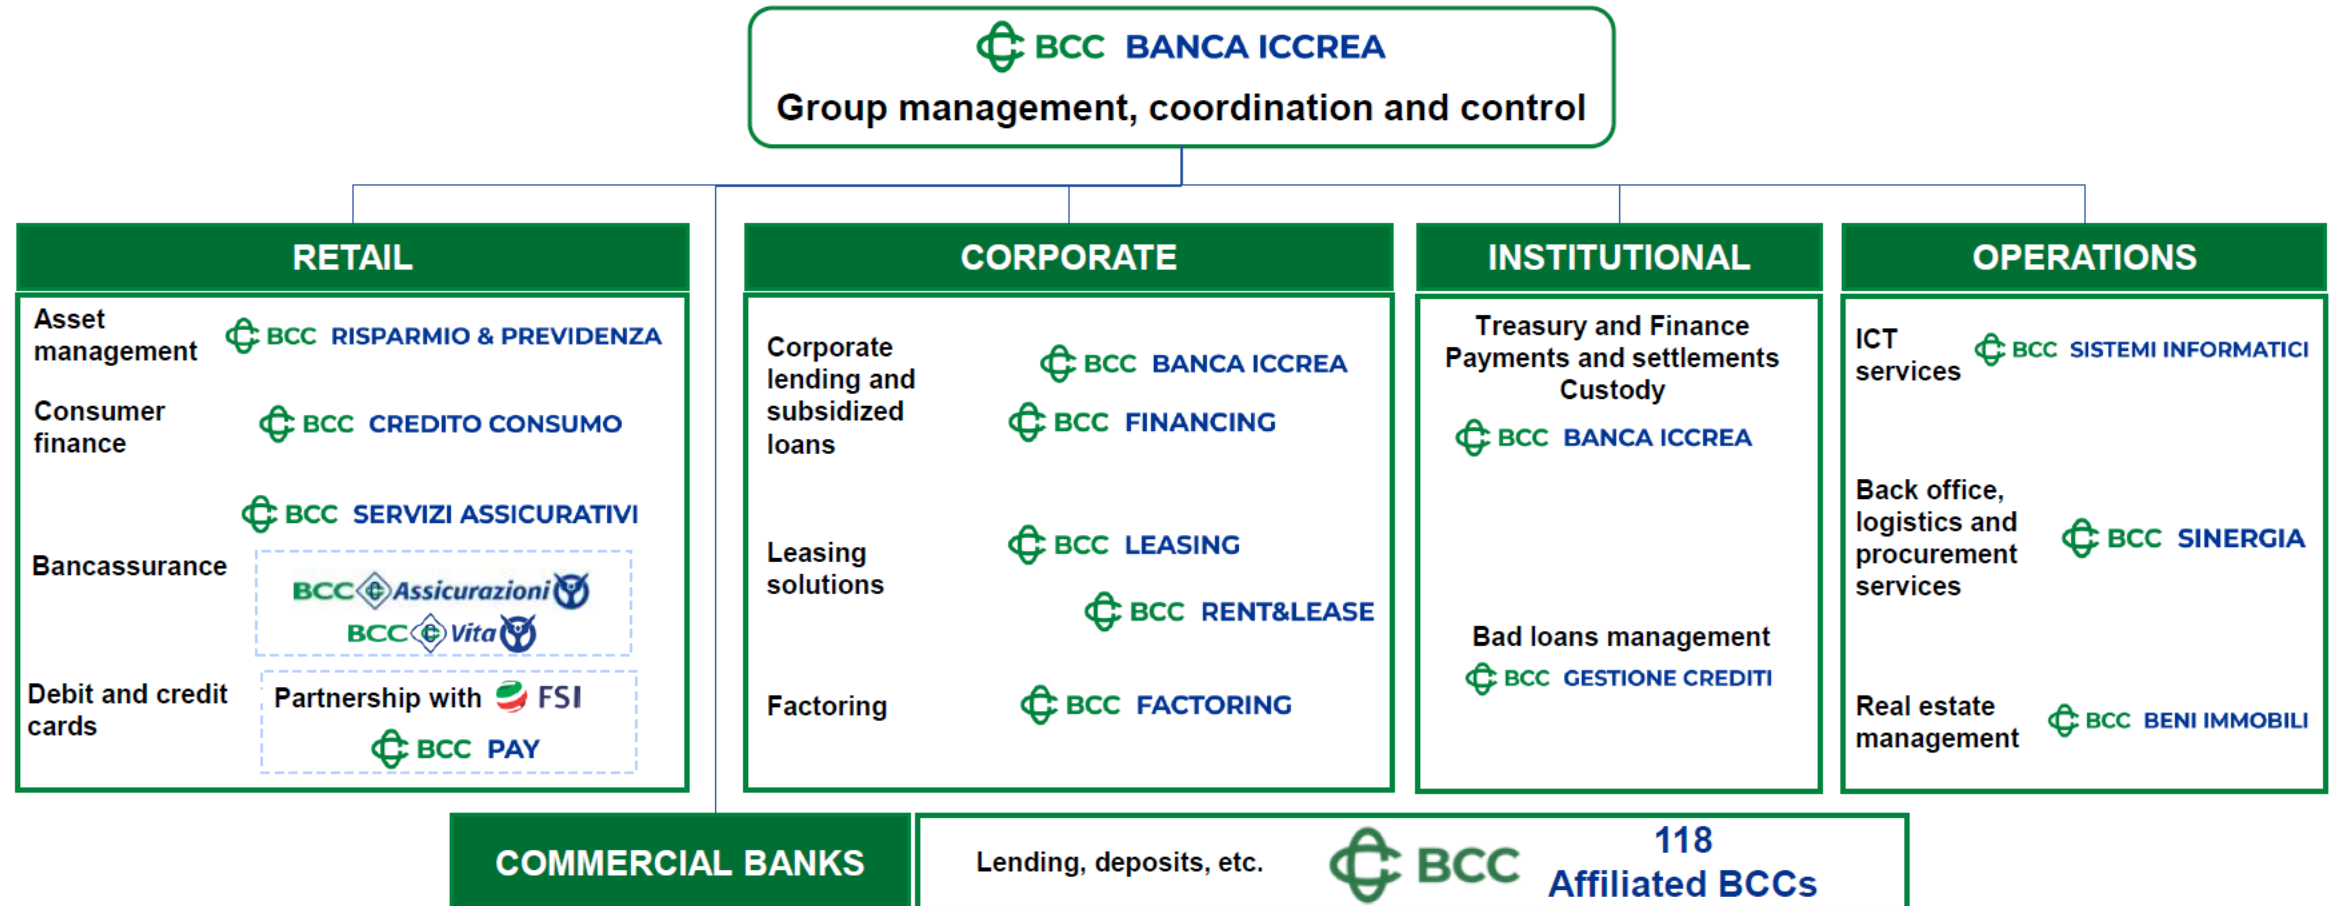 BCC BANCA ICCREA
Group management, coordination and control
RETAIL
Asset
management
BCC RISPARMIO & PREVIDENZA
Consumer
finance
BCC CREDITO CONSUMO
BCC SERVIZI ASSICURATIVI
Bancassurance
BCC Assicurazioni
BCC Vita
Debit and credit
cards
Partnership with FSI
BCC PAY
CORPORATE
Corporate
lending and
subsidized
loans
BCC BANCA ICCREA
BCC FINANCING
Leasing
solutions
BCC LEASING
BCC RENT&LEASE
Factoring
BCC FACTORING
INSTITUTIONAL
Treasury and Finance
Payments and settlements
Custody
BCC BANCA ICCREA
Bad loans management
BCC GESTIONE CREDITI
OPERATIONS
ICT
services
BCC SISTEMI INFORMATICI
Back office,
logistics and
procurement
services
BCC SINERGIA
Real estate
management
BCC BENI IMMOBILI
COMMERCIAL BANKS
Lending, deposits, etc.
BCC
118
Affiliated BCCs